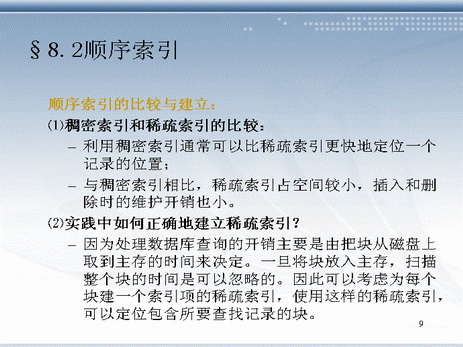 §8.2顺序索引
顺序索引的比较与建立：
⑴稠密索引和稀疏索引的比较：
– 利用稠密索引通常可以比稀疏索引更快地定位一个
记录的位置；
– 与稠密索引相比，稀疏索引占空间较小，插入和删
除时的维护开销也小。
⑵实践中如何正确地建立稀疏索引？
– 因为处理数据库查询的开销主要是由把块从磁盘上
取到主存的时间来决定。一旦将块放入主存，扫描
整个块的时间是可以忽略的。因此可以考虑为每个
块建一个索引项的稀疏索引，使用这样的稀疏索引，
可以定位包含所要查找记录的块。
9